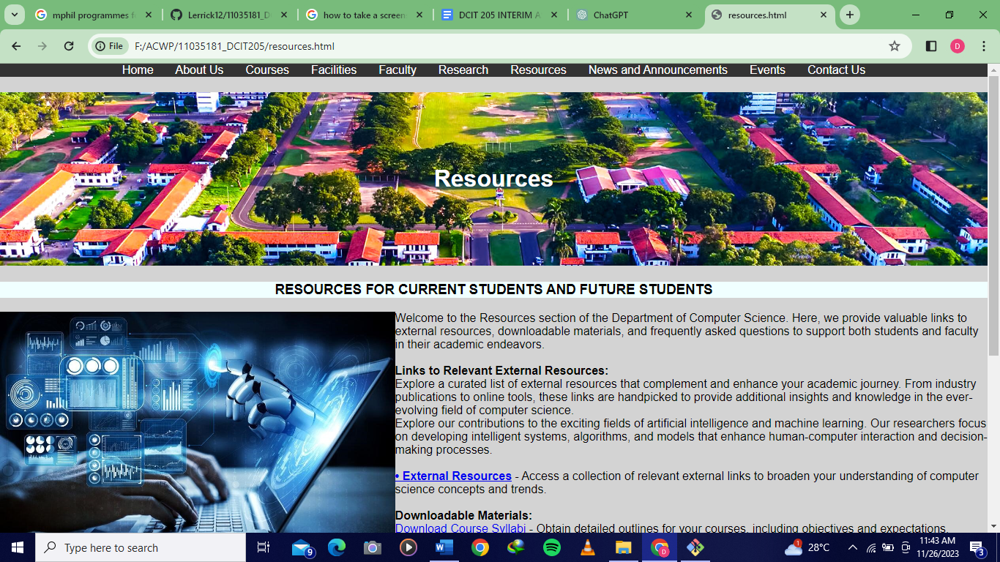 mphil programmes f
Lerrick12/11035181_D
how to take a screen
DCIT 205 INTERIM A
ChatGPT
resources.html
File F:/ACWP/11035181_DCIT205/resources.html
D
Home About Us Courses Facilities Faculty Research Resources News and Announcements Events Contact Us
Resources
RESOURCES FOR CURRENT STUDENTS AND FUTURE STUDENTS
Welcome to the Resources section of the Department of Computer Science. Here, we provide valuable links to
external resources, downloadable materials, and frequently asked questions to support both students and faculty
in their academic endeavors.
Links to Relevant External Resources:
Explore a curated list of external resources that complement and enhance your academic journey. From industry
publications to online tools, these links are handpicked to provide additional insights and knowledge in the ever-
evolving field of computer science.
Explore our contributions to the exciting fields of artificial intelligence and machine learning. Our researchers focus
on developing intelligent systems, algorithms, and models that enhance human-computer interaction and decision-
making processes.
• External Resources - Access a collection of relevant external links to broaden your understanding of computer
science concepts and trends.
Downloadable Materials:
Download Course Syllabi - Obtain detailed outlines for your courses, including objectives and expectations.
Type here to search
9
D
1
28°C
11:43 AM
11/26/2023
3